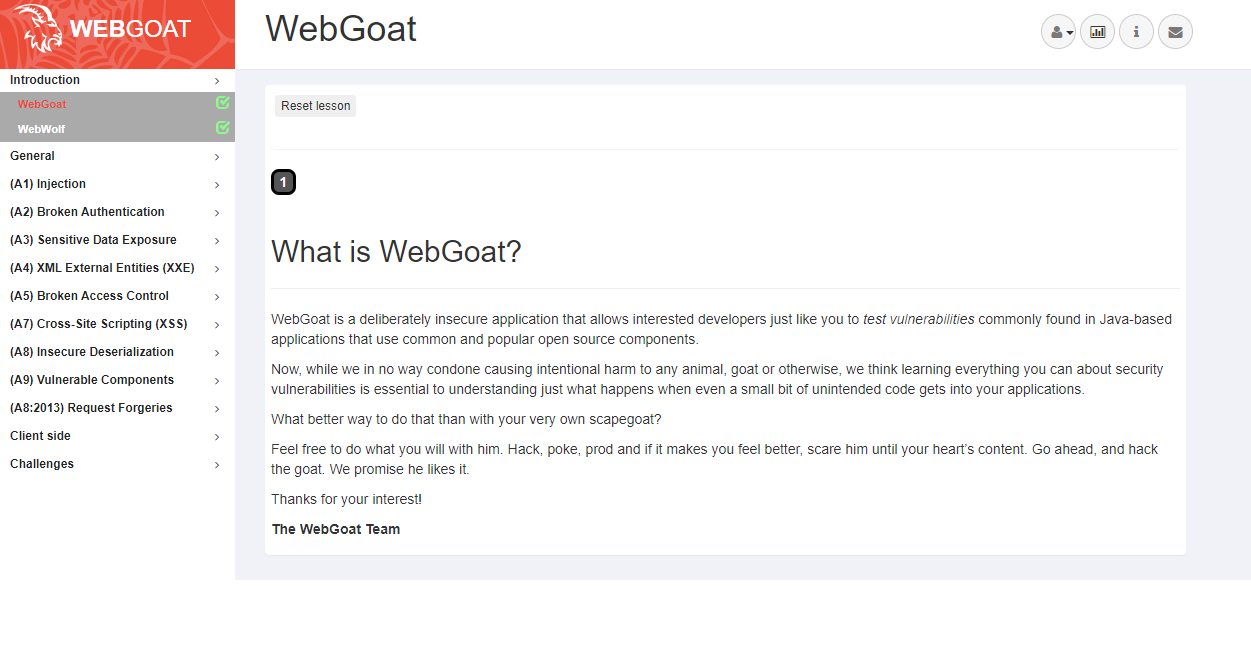 WEBGOAT
WebGoat
Introduction
WebGoat
WebWolf
General
(A1) Injection
(A2) Broken Authentication
(A3) Sensitive Data Exposure
(A4) XML External Entities (XXE)
(A5) Broken Access Control
(A7) Cross-Site Scripting (XSS)
(A8) Insecure Deserialization
(A9) Vulnerable Components
(A8:2013) Request Forgeries
Client side
Challenges
Reset lesson
1
What is WebGoat?
WebGoat is a deliberately insecure application that allows interested developers just like you to test vulnerabilities commonly found in Java-based
applications that use common and popular open source components.
Now, while we in no way condone causing intentional harm to any animal, goat or otherwise, we think learning everything you can about security
vulnerabilities is essential to understanding just what happens when even a small bit of unintended code gets into your applications.
What better way to do that than with your very own scapegoat?
Feel free to do what you will with him. Hack, poke, prod and if it makes you feel better, scare him until your heart’s content. Go ahead, and hack
the goat. We promise he likes it.
Thanks for your interest!
The WebGoat Team